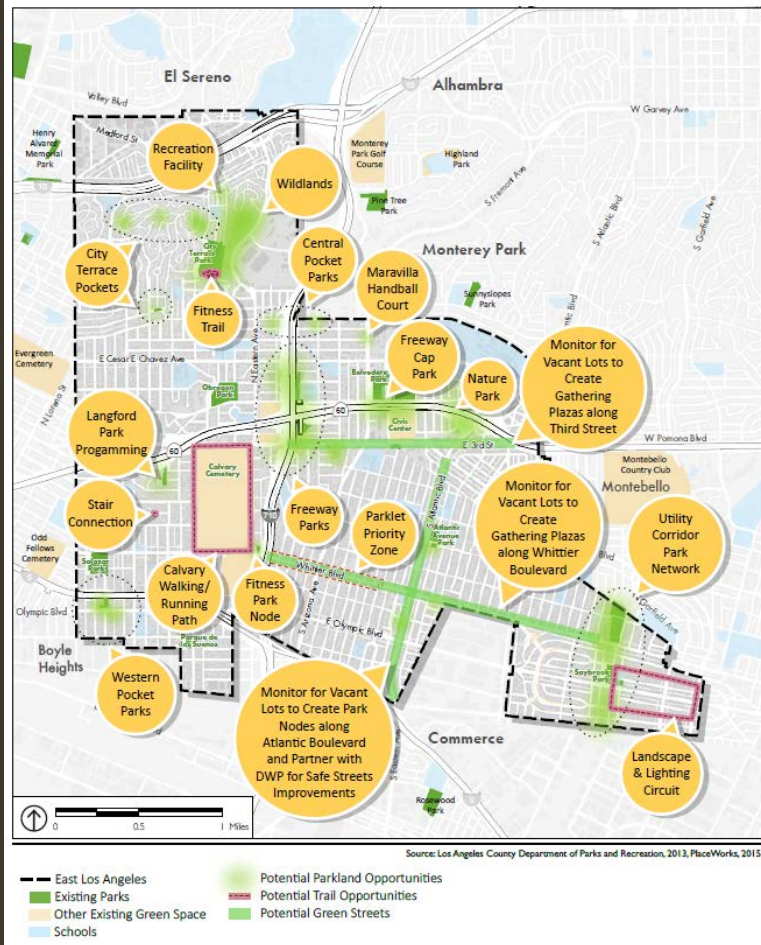 El Sereno
Alhambra
Valley Blvd
W Garvey Ave
Medford St
Henry
Alvarez
Memorial
Park
Recreation
Facility
Monterey
Park Golf
Course
Highland
Park
10
Wildlands
Pine Tree
Park
S Fremont Ave
S Atlantic Blvd
S Garfield Ave
City
Terrace
Park
Central
Pocket
Parks
Monterey Park
City
Terrace
Pockets
Maravilla
Handball
Court
Fitness
Trail
Sunnyslopes
Park
Freeway
Cap
Park
Monitor for
Vacant Lots to
Create
Gathering
Plazas along
Third Street
Evergreen
Cemetery
E Cesar E Chavez Ave
N Eastern Ave
Belvedere
Park
Nature
Park
N Lorena St
Obregon
Park
60
Langford
Park
Progamming
Civic
Center
E 3rd St
W Pomona Blvd
60
Calvary
Cemetery
Montebello
Country Club
Montebello
Stair
Connection
Freeway
Parks
Parklet
Priority
Zone
S Atlantic Blvd
Monitor for
Vacant Lots to
Create
Gathering Plazas
along Whittier
Boulevard
Utility
Corridor
Park
Network
710
Atlantic
Avenue
Park
Odd
Fellows
Cemetery
Salazar
Park
Whittier Blvd
Blvd
Calvary
Walking/
Running
Path
Fitness
Park
Node
S Arizona Ave
Garfield Ave
Olympic Blvd
E Olympic Blvd
Boyle
Heights
Parque de
los Suenos
Saybrook
Park
Western
Pocket
Parks
Monitor for Vacant
Lots to Create Park
Nodes along
Atlantic Boulevard
and Partner with
DWP for Safe Streets
Improvements
Commerce
Landscape
& Lighting
Circuit
Rosewood
Park
0 0.5 1 Miles
Source: Los Angeles County Department of Parks and Recreation, 2013, PlaceWorks, 2015
East Los Angeles
Existing Parks
Other Existing Green Space
Schools
Potential Parkland Opportunities
Potential Trail Opportunities
Potential Green Streets